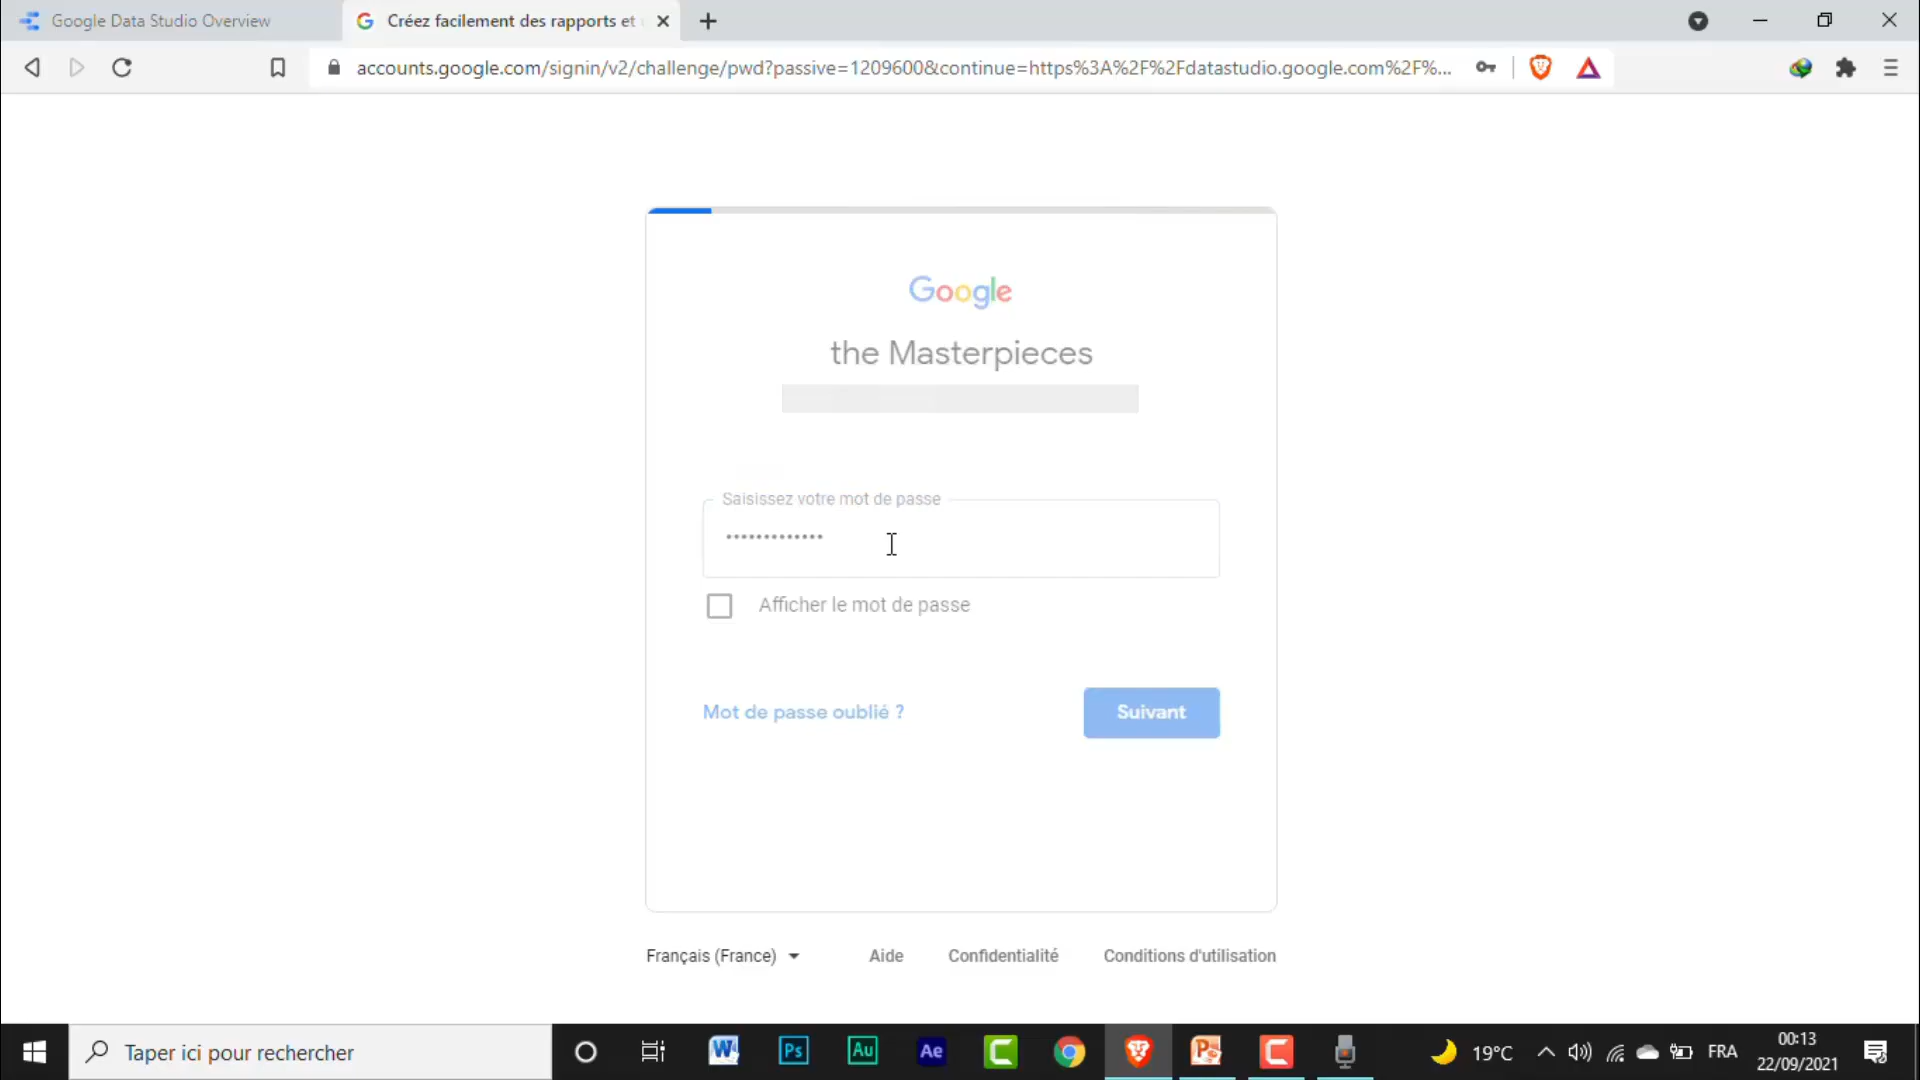 Google Data Studio Overview
Créez facilement des rapports et
accounts.google.com/signin/v2/challenge/pwd?passive=1209600&continue=https%3A%2F%2Fdatastudio.google.com%2F%...
Google
the Masterpieces
Saisissez votre mot de passe
•••••••••••••
Afficher le mot de passe
Mot de passe oublié ?
Suivant
Français (France)
Aide
Confidentialité
Conditions d'utilisation
Taper ici pour rechercher
Ps
Au
Ae
19°C
FRA
00:13
22/09/2021